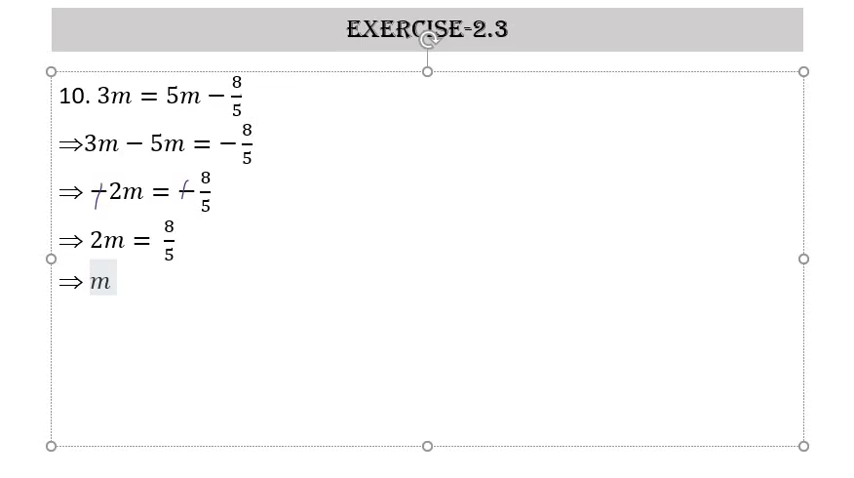 EXERCISE-2.3
10. 3m = 5m − 8/5
⇒3m − 5m = − 8/5
⇒ −2m = − 8/5
⇒ 2m = 8/5
⇒ m